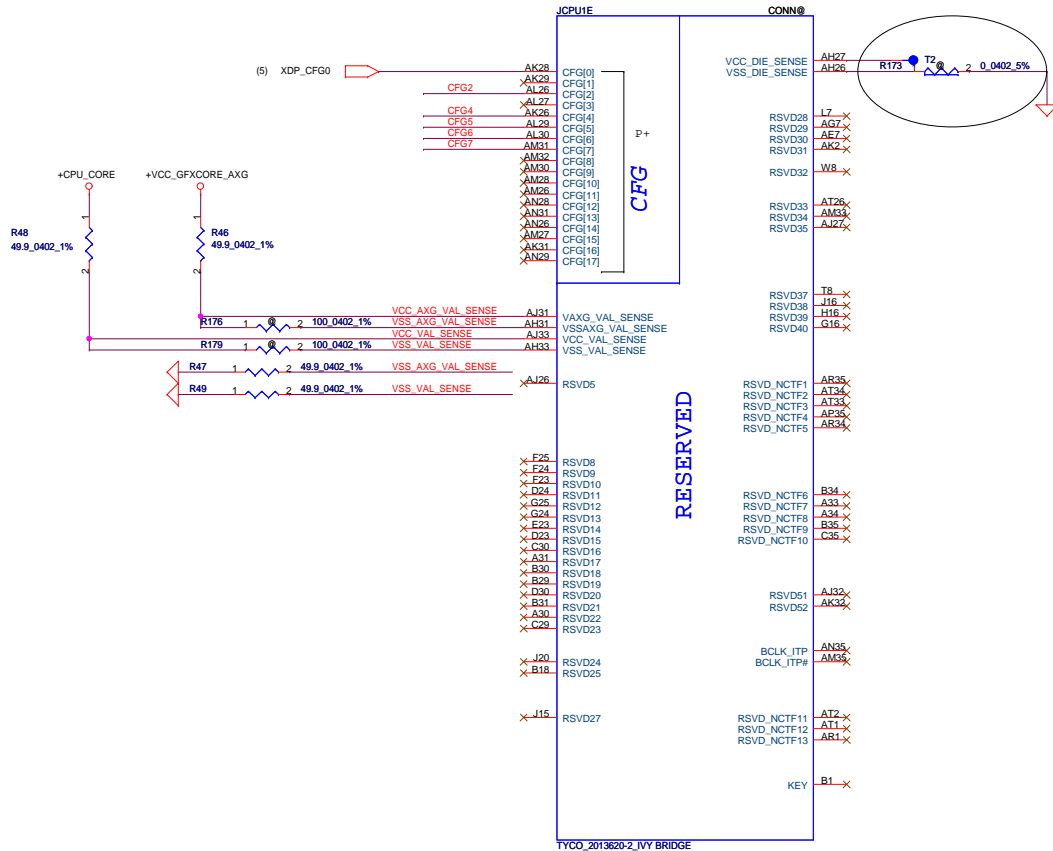 JCPU1E CONN@
(5) XDP_CFG0
AK28 CFG[0]
AK29 CFG[1]
CFG2 AL26 CFG[2]
AL27 CFG[3]
CFG4 AK26 CFG[4]
CFG5 AL29 CFG[5]
CFG6 AL30 CFG[6]
CFG7 AM31 CFG[7]
AM32 CFG[8]
AM30 CFG[9]
AM28 CFG[10]
AM26 CFG[11]
AN28 CFG[12]
AN31 CFG[13]
AN26 CFG[14]
AM27 CFG[15]
AK31 CFG[16]
AN29 CFG[17]
P+
CFG
VCC_DIE_SENSE AH27
VSS_DIE_SENSE AH26
T2
R173 @ 2 0_0402_5%
RSVD28 L7
RSVD29 AG7
RSVD30 AE7
RSVD31 AK2
RSVD32 W8
RSVD33 AT26
RSVD34 AM33
RSVD35 AJ27
RSVD37 T8
RSVD38 J16
RSVD39 H16
RSVD40 G16
+CPU_CORE
+VCC_GFXCORE_AXG
1
R48
49.9_0402_1%
2
1
R46
49.9_0402_1%
2
VCC_AXG_VAL_SENSE AJ31 VAXG_VAL_SENSE
R176 1 @ 2 100_0402_1% VSS_AXG_VAL_SENSE AH31 VSSAXG_VAL_SENSE
VCC_VAL_SENSE AJ33 VCC_VAL_SENSE
R179 1 @ 2 100_0402_1% VSS_VAL_SENSE AH33 VSS_VAL_SENSE
R47 1 2 49.9_0402_1% VSS_AXG_VAL_SENSE
R49 1 2 49.9_0402_1% VSS_VAL_SENSE
AJ26 RSVD5
RESERVED
RSVD_NCTF1 AR35
RSVD_NCTF2 AT34
RSVD_NCTF3 AT33
RSVD_NCTF4 AP35
RSVD_NCTF5 AR34
F25 RSVD8
F24 RSVD9
F23 RSVD10
D24 RSVD11
G25 RSVD12
G24 RSVD13
E23 RSVD14
D23 RSVD15
C30 RSVD16
A31 RSVD17
B30 RSVD18
B29 RSVD19
D30 RSVD20
B31 RSVD21
A30 RSVD22
C29 RSVD23
J20 RSVD24
B18 RSVD25
J15 RSVD27
RSVD_NCTF6 B34
RSVD_NCTF7 A33
RSVD_NCTF8 A34
RSVD_NCTF9 B35
RSVD_NCTF10 C35
RSVD51 AJ32
RSVD52 AK32
BCLK_ITP AN35
BCLK_ITP# AM35
RSVD_NCTF11 AT2
RSVD_NCTF12 AT1
RSVD_NCTF13 AR1
KEY B1
TYCO_2013620-2_IVY BRIDGE